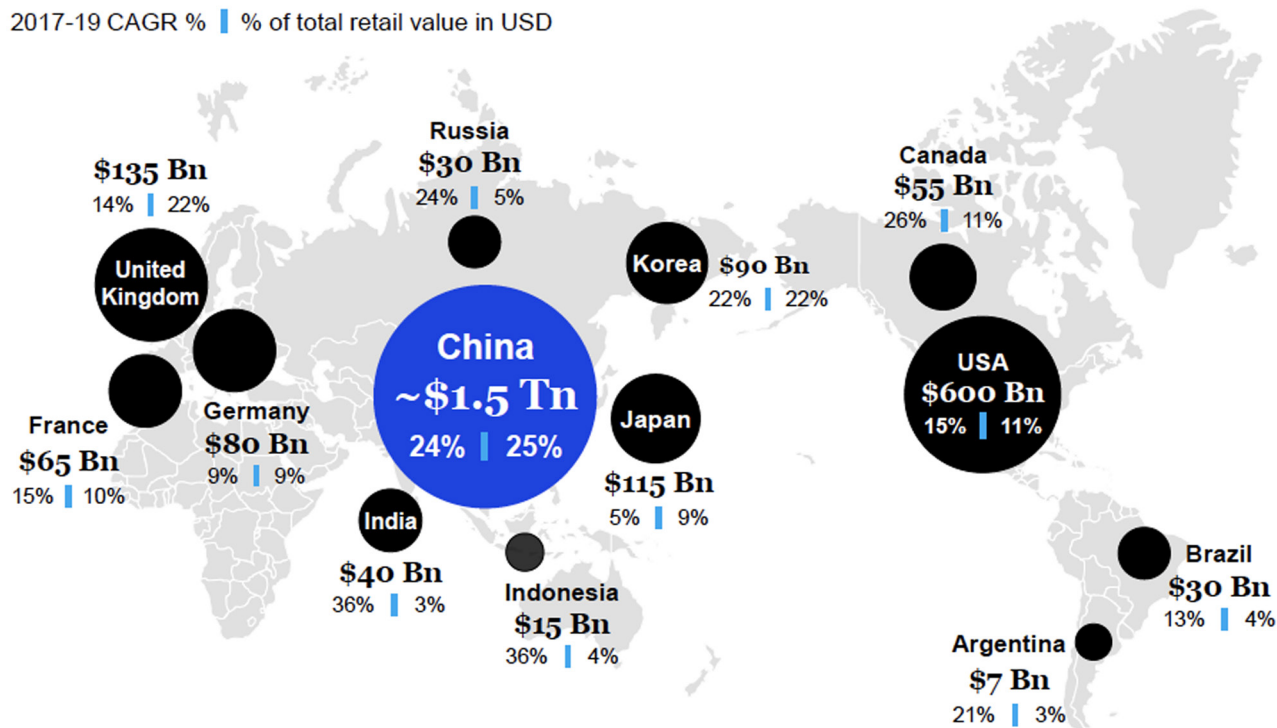 2017-19 CAGR % | % of total retail value in USD
$135 Bn
14% | 22%
United
Kingdom
Russia
$30 Bn
24% | 5%
Korea
$90 Bn
22% | 22%
Canada
$55 Bn
26% | 11%
France
$65 Bn
15% | 10%
Germany
$80 Bn
9% | 9%
China
~$1.5 Tn
24% | 25%
Japan
$115 Bn
5% | 9%
USA
$600 Bn
15% | 11%
India
$40 Bn
36% | 3%
Indonesia
$15 Bn
36% | 4%
Brazil
$30 Bn
13% | 4%
Argentina
$7 Bn
21% | 3%